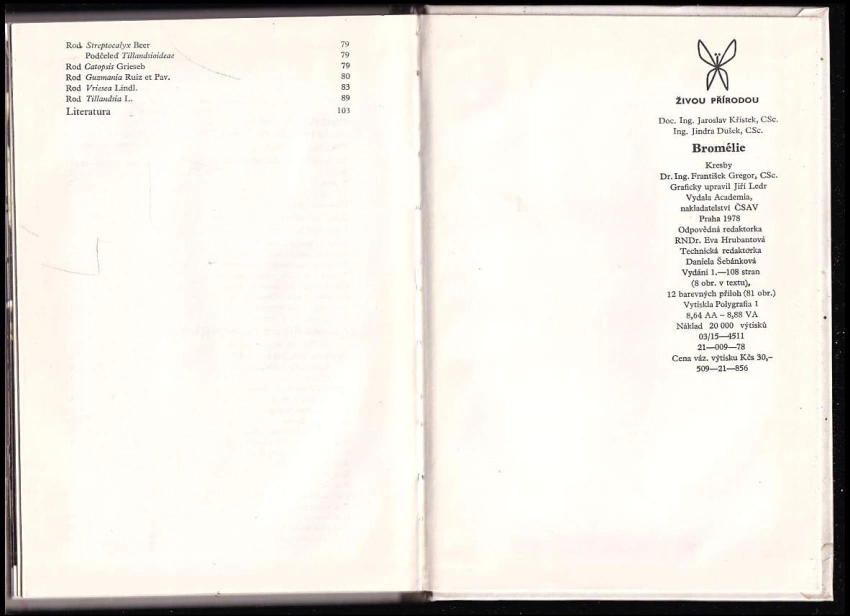 Rod Streptocalyx Beer 79
Podčeleď Tillandsioideae 79
Rod Catopsis Griseb 79
Rod Guzmania Ruiz et Pav. 80
Rod Vriesea Lindl. 83
Rod Tillandsia L. 89
Literatura 103
ŽIVOU PŘÍRODOU
Doc. Ing. Jaroslav Křístek, CSc.
Ing. Jindra Dušek, CSc.
Bromélie
Kresby
Dr. Ing. František Gregor, CSc.
Graficky upravil Jiří Ledr
Vydala Academia,
nakladatelství ČSAV
Praha 1978
Odpovědná redaktorka
RNDr. Eva Hrubantová
Technická redaktorka
Daniela Šebánková
Vydání 1.—108 stran
(8 obr. v textu),
12 barevných příloh (81 obr.)
Vytiskla Polygrafia 1
8,64 AA – 8,88 VA
Náklad 20 000 výtisků
03/15—4511
21—009—78
Cena váz. výtisku Kčs 30,–
509—21—856